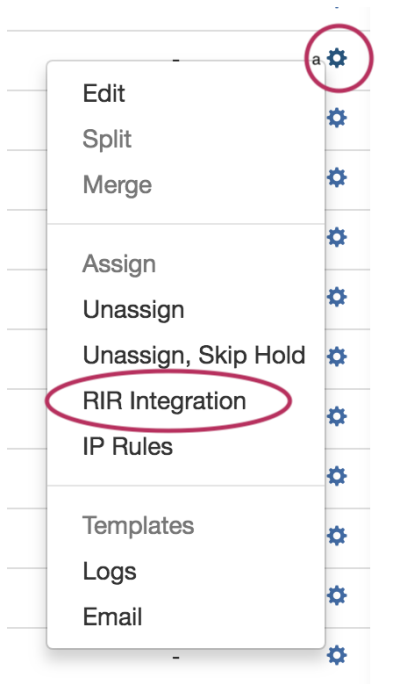 -
a
Edit
Split
Merge
Assign
Unassign
Unassign, Skip Hold
RIR Integration
IP Rules
Templates
Logs
Email
-